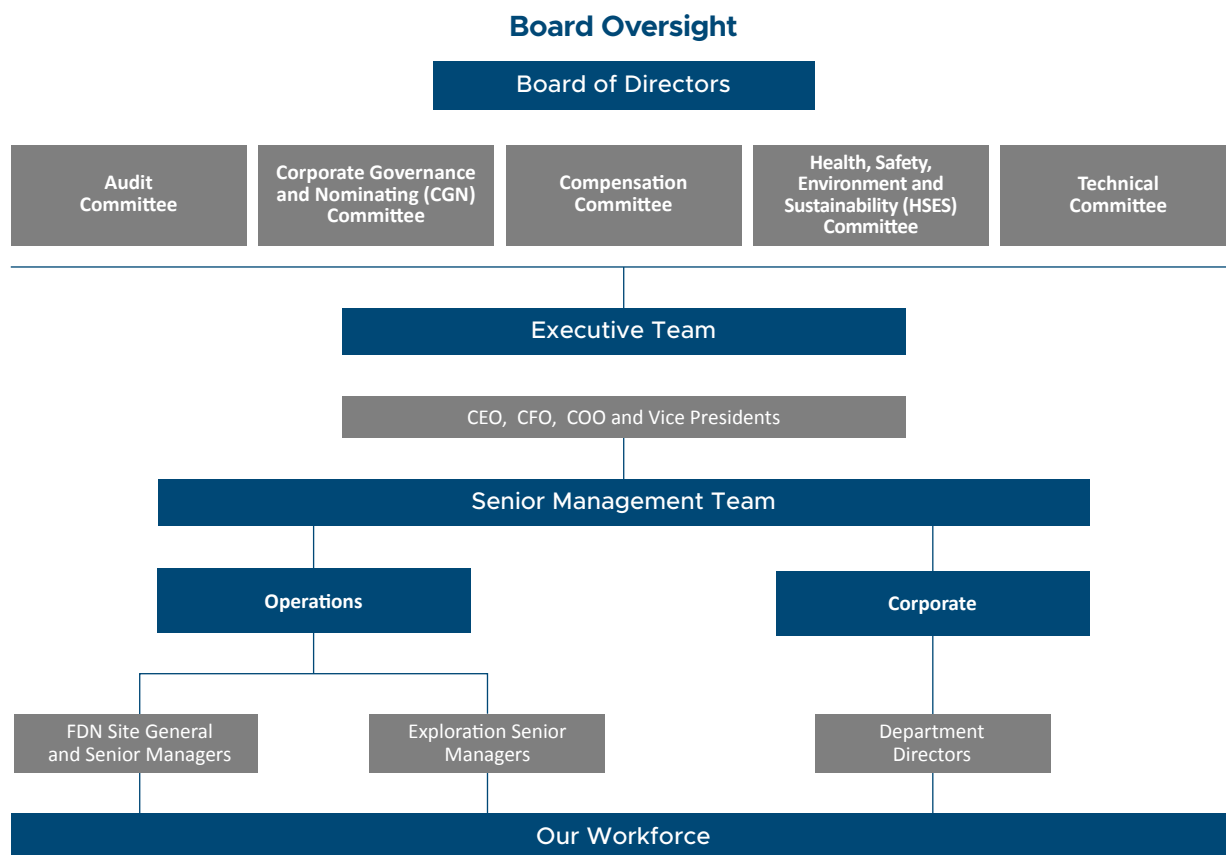 Board Oversight
Board of Directors
Audit
Committee
Corporate Governance
and Nominating (CGN)
Committee
Compensation
Committee
Health, Safety,
Environment and
Sustainability (HSES)
Committee
Technical
Committee
Executive Team
CEO, CFO, COO and Vice Presidents
Senior Management Team
Operations
Corporate
FDN Site General
and Senior Managers
Exploration Senior
Managers
Department
Directors
Our Workforce